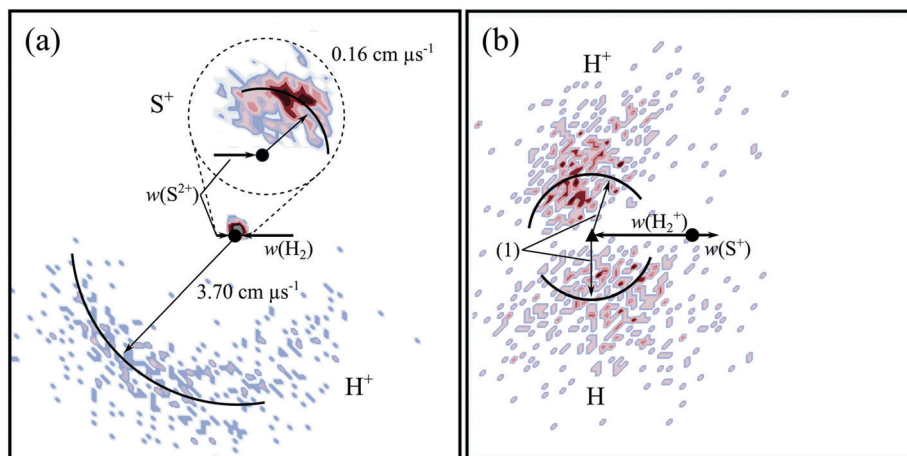 (a)
0.16 cm μs⁻¹
S⁺
w(S²⁺)
w(H₂)
3.70 cm μs⁻¹
H⁺
(b)
H⁺
w(H₂⁺)
(1)
w(S⁺)
H